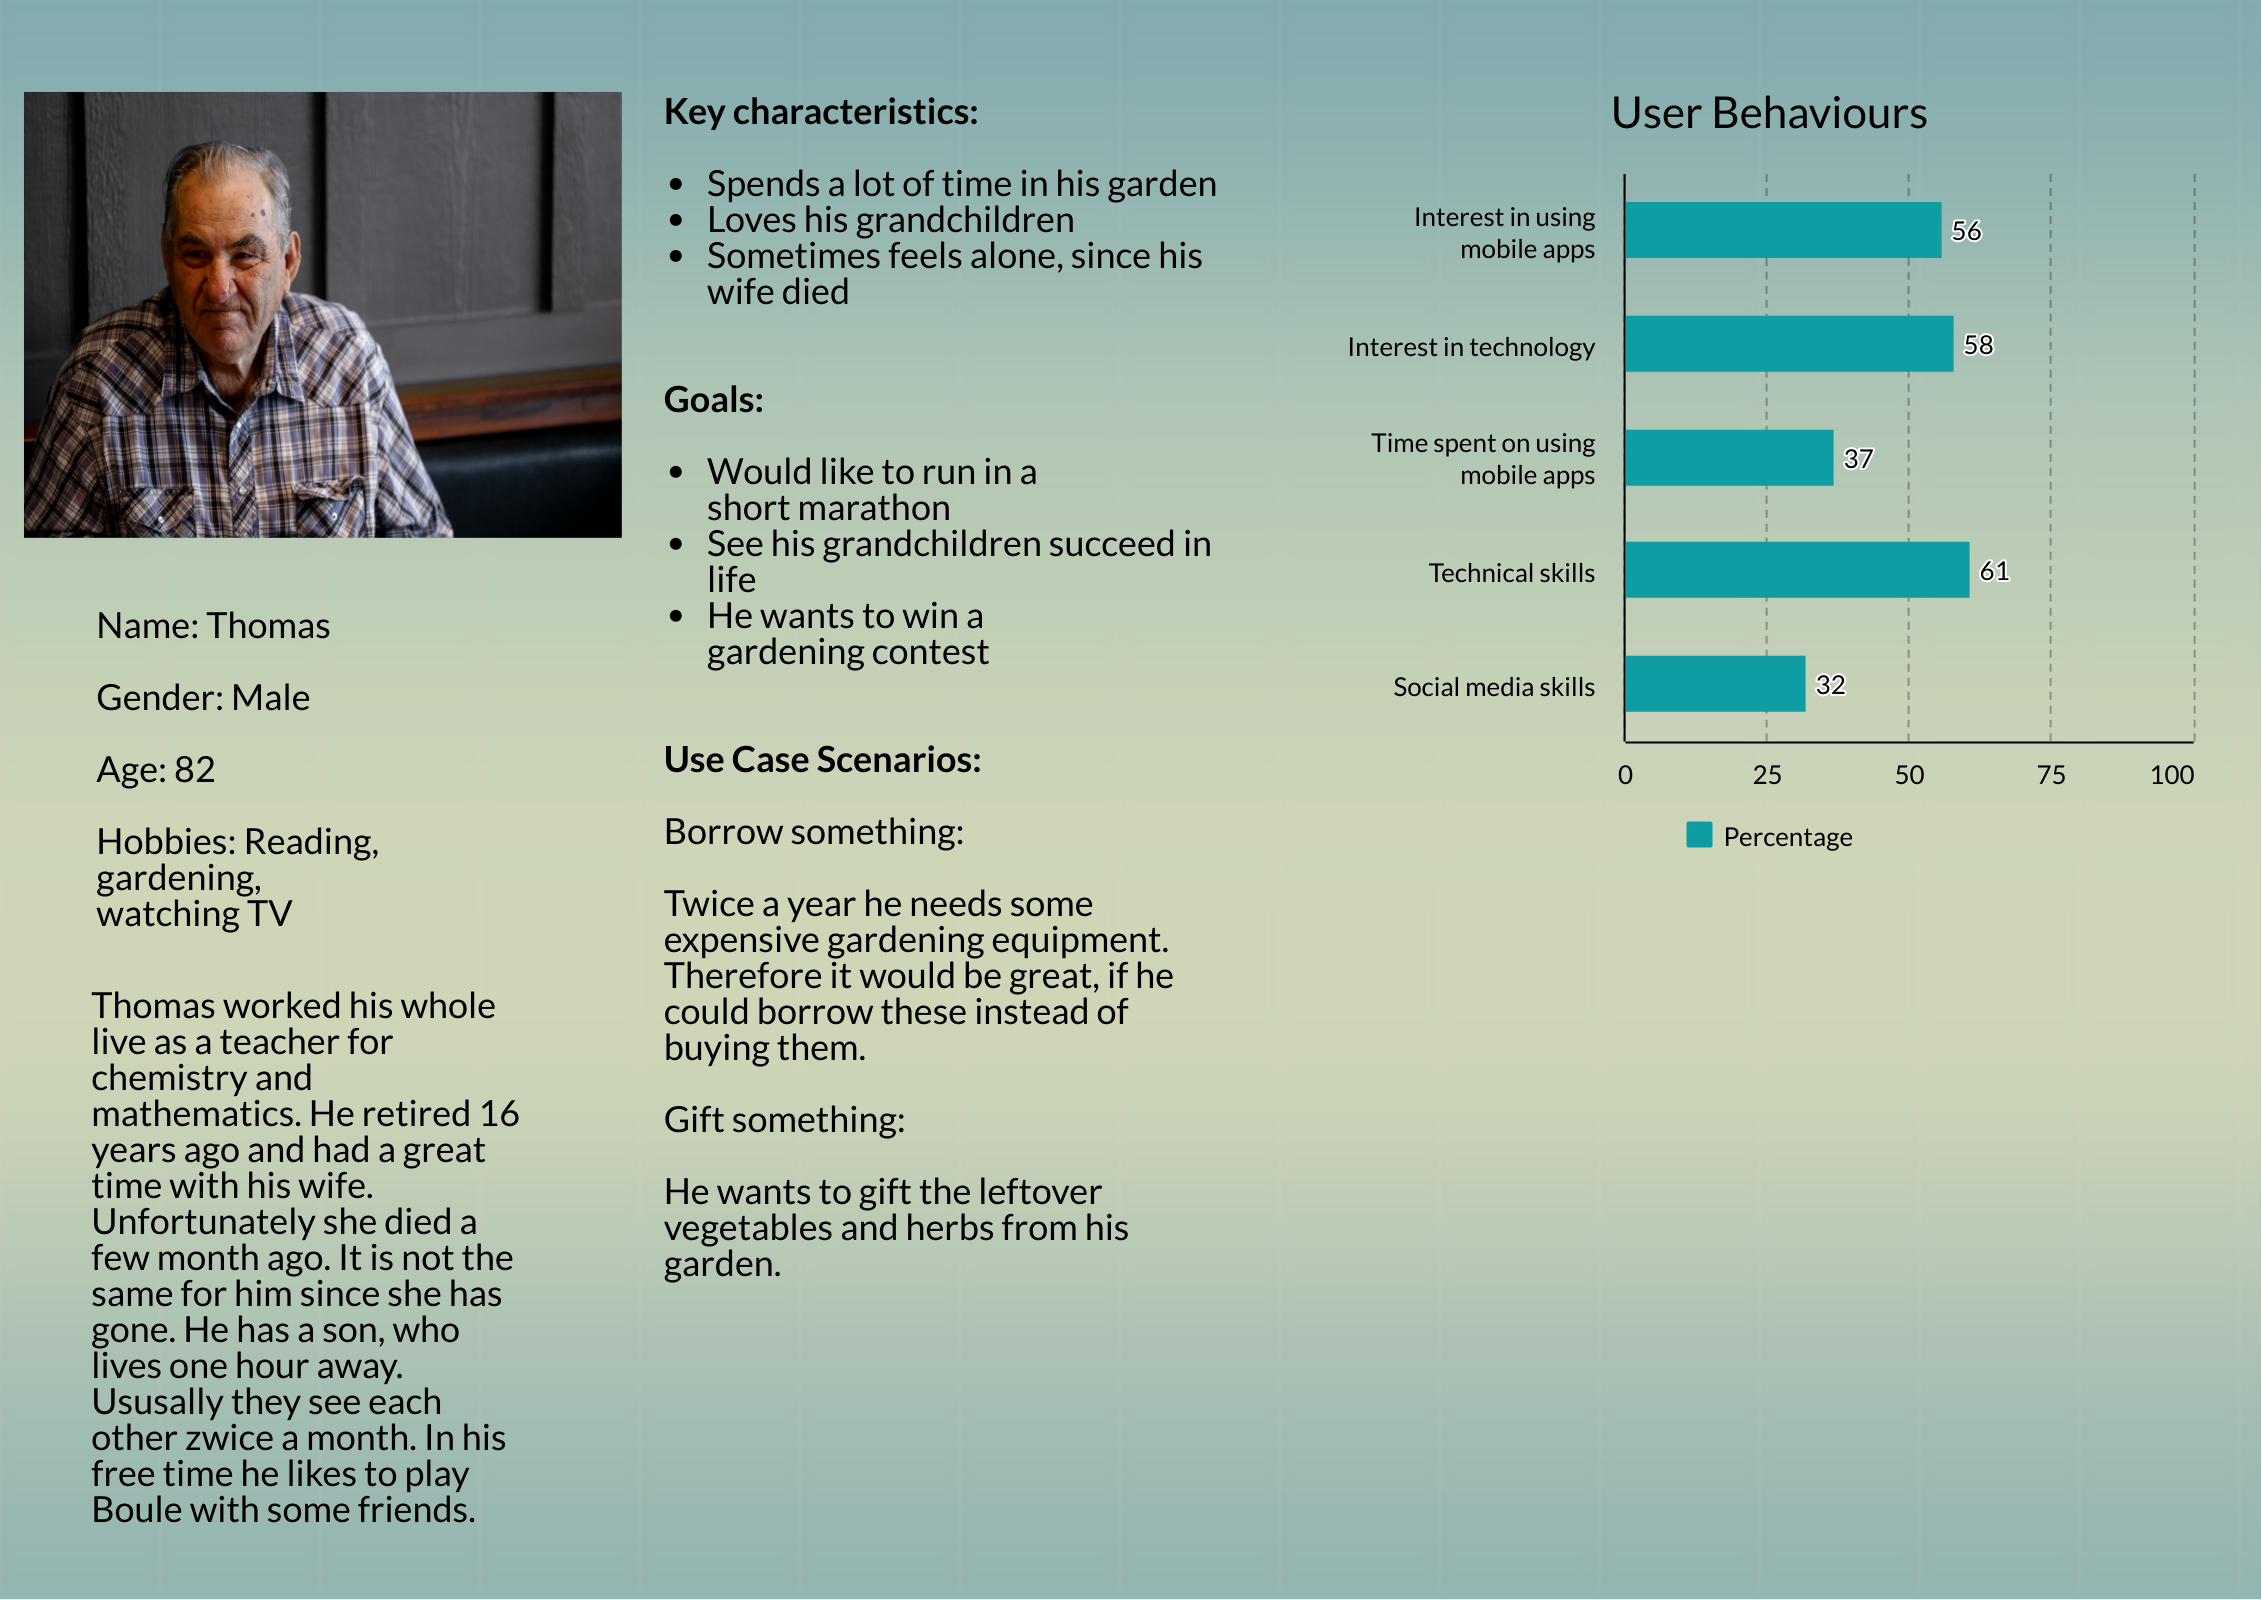 Name: Thomas
Gender: Male
Age: 82
Hobbies: Reading,
gardening,
watching TV
Thomas worked his whole
live as a teacher for
chemistry and
mathematics. He retired 16
years ago and had a great
time with his wife.
Unfortunately she died a
few month ago. It is not the
same for him since she has
gone. He has a son, who
lives one hour away.
Ususally they see each
other zwice a month. In his
free time he likes to play
Boule with some friends.
Key characteristics:
• Spends a lot of time in his garden
• Loves his grandchildren
• Sometimes feels alone, since his
wife died
Goals:
• Would like to run in a
short marathon
• See his grandchildren succeed in
life
• He wants to win a
gardening contest
Use Case Scenarios:
Borrow something:
Twice a year he needs some
expensive gardening equipment.
Therefore it would be great, if he
could borrow these instead of
buying them.
Gift something:
He wants to gift the leftover
vegetables and herbs from his
garden.
User Behaviours
Interest in using
mobile apps
56
Interest in technology
58
Time spent on using
mobile apps
37
Technical skills
61
Social media skills
32
0 25 50 75 100
Percentage